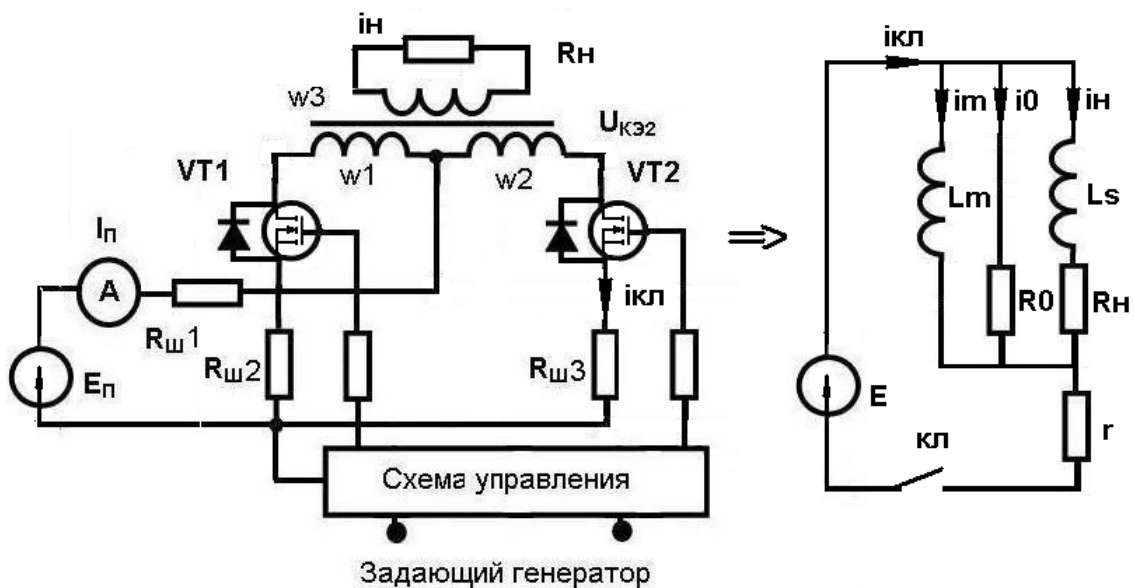 iн
Rн
w3
UКЭ2
VT1
w1
w2
VT2
IП
A
RШ1
EП
RШ2
iкл
RШ3
Схема управления
Задающий генератор
iкл
im
i0
iн
Lm
Ls
R0
Rн
E
кл
r